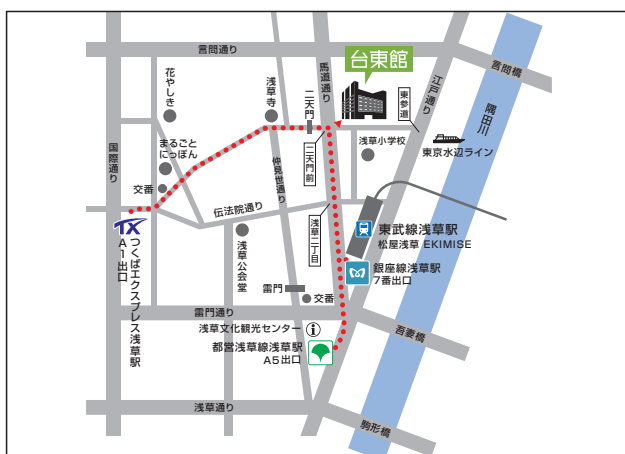 言問通り
台東館
馬道通り
江戸通り
言問橋
花やしき
浅草寺
二天門
東参道
隅田川
国際通り
まるごと
にっぽん
二天門前
浅草小学校
東京水辺ライン
仲見世通り
交番
伝法院通り
浅草二丁目
TX
A1出口
つくばエクスプレス浅草駅
浅草公会堂
東武線浅草駅
松屋浅草 EKIMISE
銀座線浅草駅
7番出口
雷門
交番
雷門通り
吾妻橋
浅草文化観光センター
都営浅草線浅草駅
A5出口
浅草通り
駒形橋